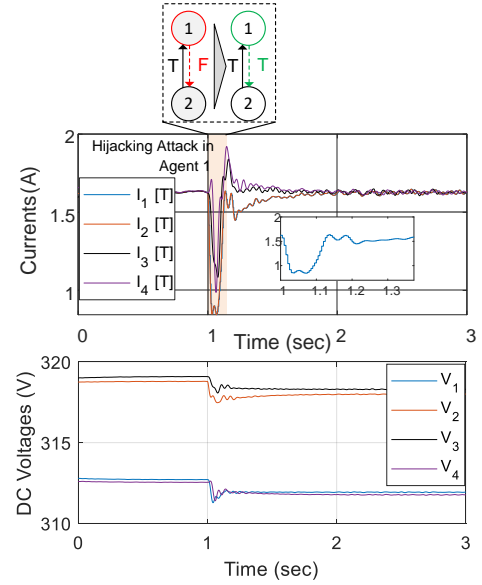 1 1
T F T T
2 2
2
Hijacking Attack in
Agent 1
I1 [T]
I2 [T]
I3 [T]
I4 [T]
Currents(A)
1.5
1
2
1.5
1
1 1.1 1.2 1.3
0 1 2 3
Time (sec)
320
315
310
DC Voltages (V)
V1
V2
V3
V4
0 1 2 3
Time (sec)